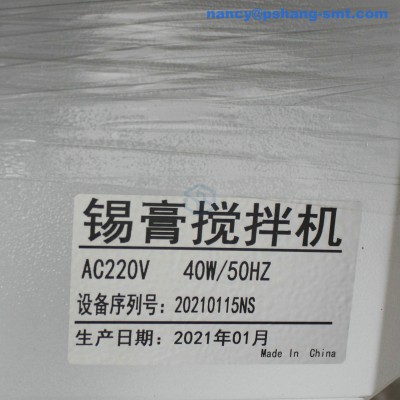 nancy@pshang-smt.com
锡膏搅拌机
AC220V 40W/50HZ
设备序列号: 20210115NS
生产日期: 2021年01月
Made In China